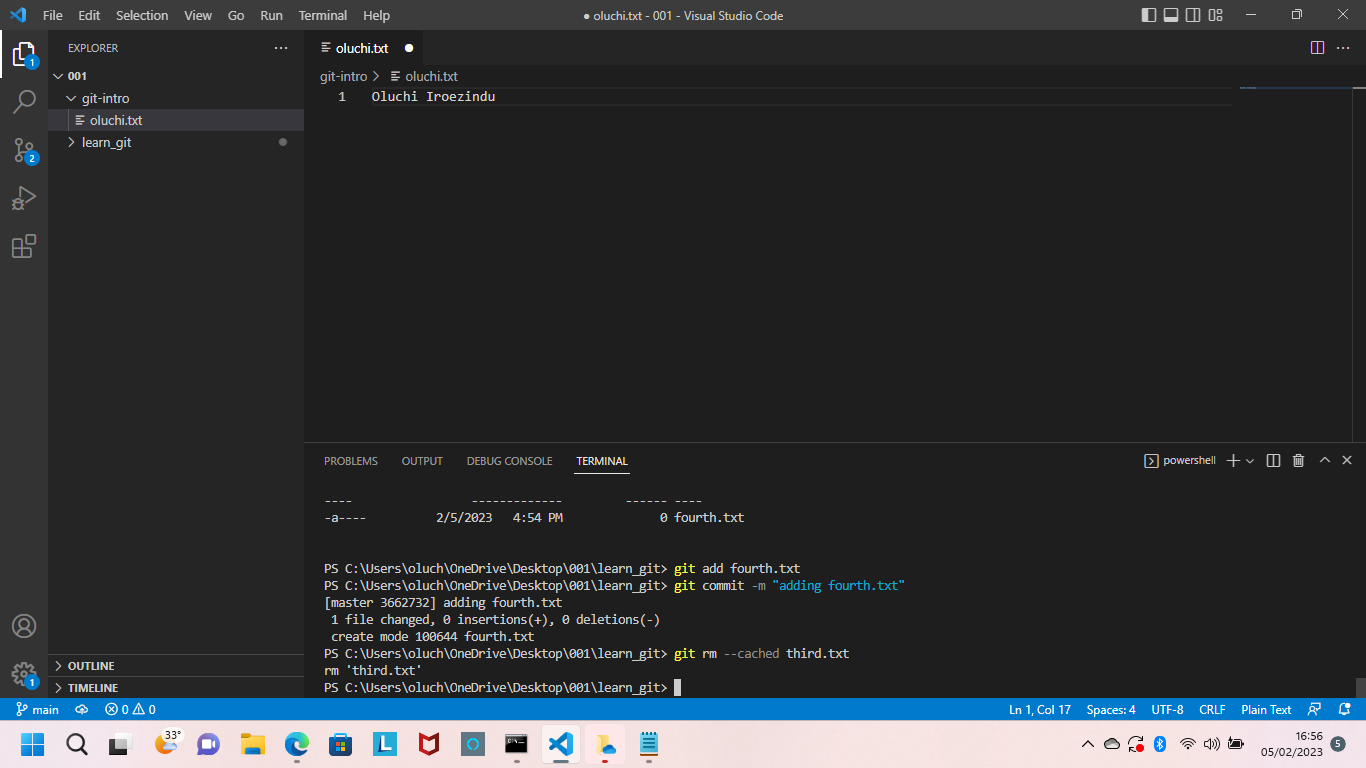 File Edit Selection View Go Run Terminal Help ● oluchi.txt - 001 - Visual Studio Code
EXPLORER ···
001
git-intro
oluchi.txt
learn_git
OUTLINE
TIMELINE
1
2
1
oluchi.txt ●
git-intro > oluchi.txt
1 Oluchi Iroezindu
PROBLEMS OUTPUT DEBUG CONSOLE TERMINAL powershell
---- ------------- ------ ----
-a---- 2/5/2023 4:54 PM 0 fourth.txt
PS C:\Users\oluch\OneDrive\Desktop\001\learn_git> git add fourth.txt
PS C:\Users\oluch\OneDrive\Desktop\001\learn_git> git commit -m "adding fourth.txt"
[master 3662732] adding fourth.txt
1 file changed, 0 insertions(+), 0 deletions(-)
create mode 100644 fourth.txt
PS C:\Users\oluch\OneDrive\Desktop\001\learn_git> git rm --cached third.txt
rm 'third.txt'
PS C:\Users\oluch\OneDrive\Desktop\001\learn_git>
main 0 0 Ln 1, Col 17 Spaces: 4 UTF-8 CRLF Plain Text
33° L 16:56
05/02/2023 5